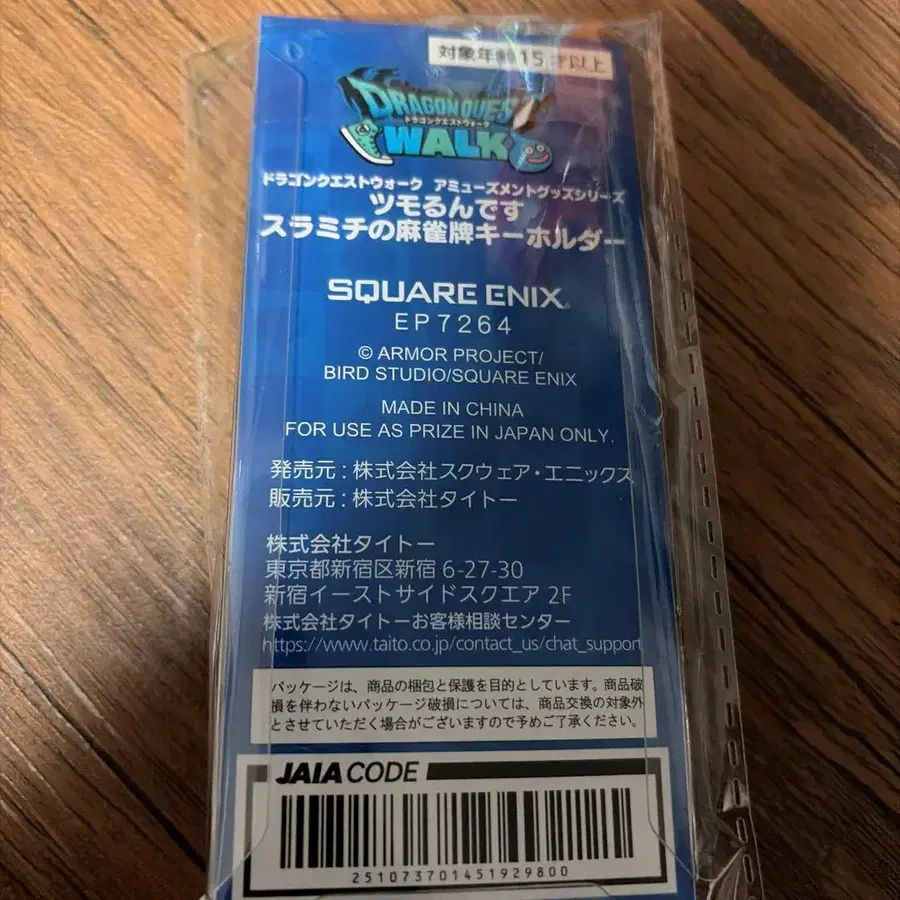 対象年齢15才以上
DRAGON QUEST
ドラゴンクエストウォーク
WALK
ドラゴンクエストウォーク アミューズメントグッズシリーズ
ツモるんです
スラミチの麻雀牌キーホルダー
SQUARE ENIX®
EP7264
© ARMOR PROJECT/
BIRD STUDIO/SQUARE ENIX
MADE IN CHINA
FOR USE AS PRIZE IN JAPAN ONLY.
発売元：株式会社スクウェア・エニックス
販売元：株式会社タイトー
株式会社タイトー
東京都新宿区新宿 6-27-30
新宿イーストサイドスクエア 2F
株式会社タイトーお客様相談センター
https://www.taito.co.jp/contact_us/chat_support
パッケージは、商品の梱包と保護を目的としています。商品破
損を伴わないパッケージ破損については、商品交換の対象外
とさせていただく場合がございますので予めご了承ください。
JAIA CODE
251073701451929800